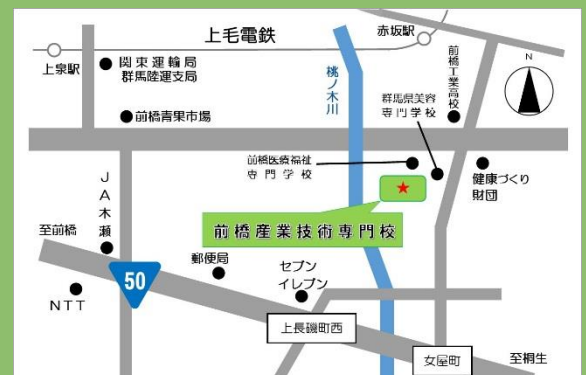 上毛電鉄
赤坂駅
上泉駅
関東運輸局
群馬陸運支局
桃ノ木川
前橋工業高校
N
群馬県美容
専門学校
前橋青果市場
前橋医療福祉
専門学校
健康づくり
財団
JA木瀬
前橋産業技術専門校
至前橋
郵便局
セブン
イレブン
50
NTT
上長磯町西
女屋町
至桐生